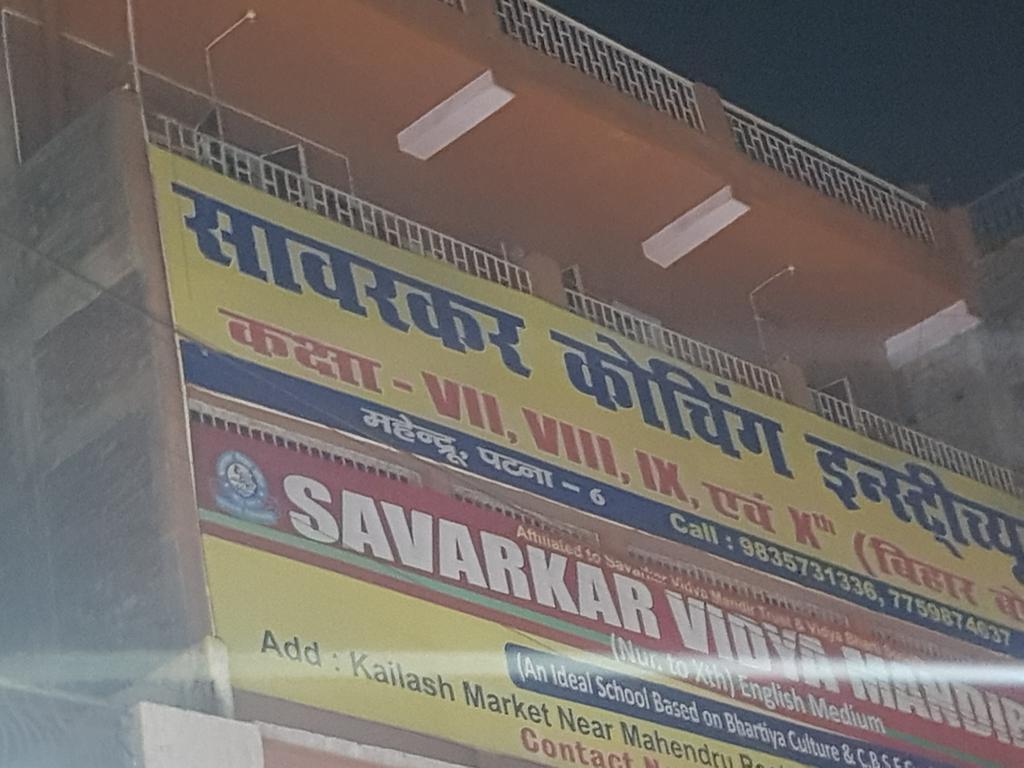 सावरकर कोचिंग
कक्षा - VII, VIII, IX, एवं Xth (बिहार
महेन्द्रू, पटना - 6
Call : 9835731336, 7759874637
SAVARKAR VIDYA MANDIR
(Nur. to Xth) English Medium
(An Ideal School Based on Bhartiya Culture & C.B.S.E
Add : Kailash Market Near Mahendru
Contact